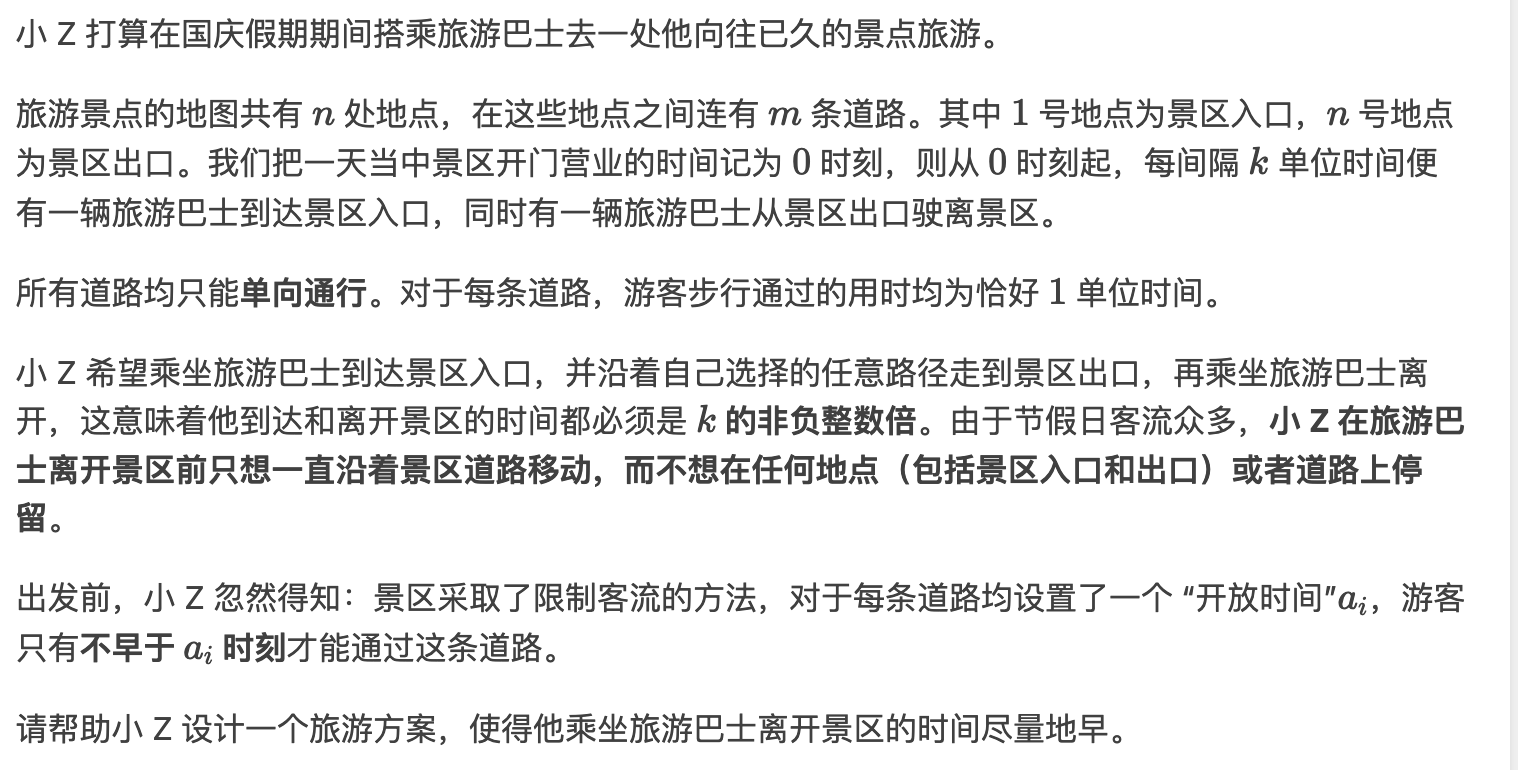 小 Z 打算在国庆假期期间搭乘旅游巴士去一处他向往已久的景点旅游。
旅游景点的地图共有 n 处地点，在这些地点之间连有 m 条道路。其中 1 号地点为景区入口，n 号地点
为景区出口。我们把一天当中景区开门营业的时间记为 0 时刻，则从 0 时刻起，每间隔 k 单位时间便
有一辆旅游巴士到达景区入口，同时有一辆旅游巴士从景区出口驶离景区。
所有道路均只能单向通行。对于每条道路，游客步行通过的用时均为恰好 1 单位时间。
小 Z 希望乘坐旅游巴士到达景区入口，并沿着自己选择的任意路径走到景区出口，再乘坐旅游巴士离
开，这意味着他到达和离开景区的时间都必须是 k 的非负整数倍。由于节假日客流众多，小 Z 在旅游巴
士离开景区前只想一直沿着景区道路移动，而不想在任何地点（包括景区入口和出口）或者道路上停
留。
出发前，小 Z 忽然得知：景区采取了限制客流的方法，对于每条道路均设置了一个 “开放时间”aᵢ，游客
只有不早于 aᵢ 时刻才能通过这条道路。
请帮助小 Z 设计一个旅游方案，使得他乘坐旅游巴士离开景区的时间尽量地早。